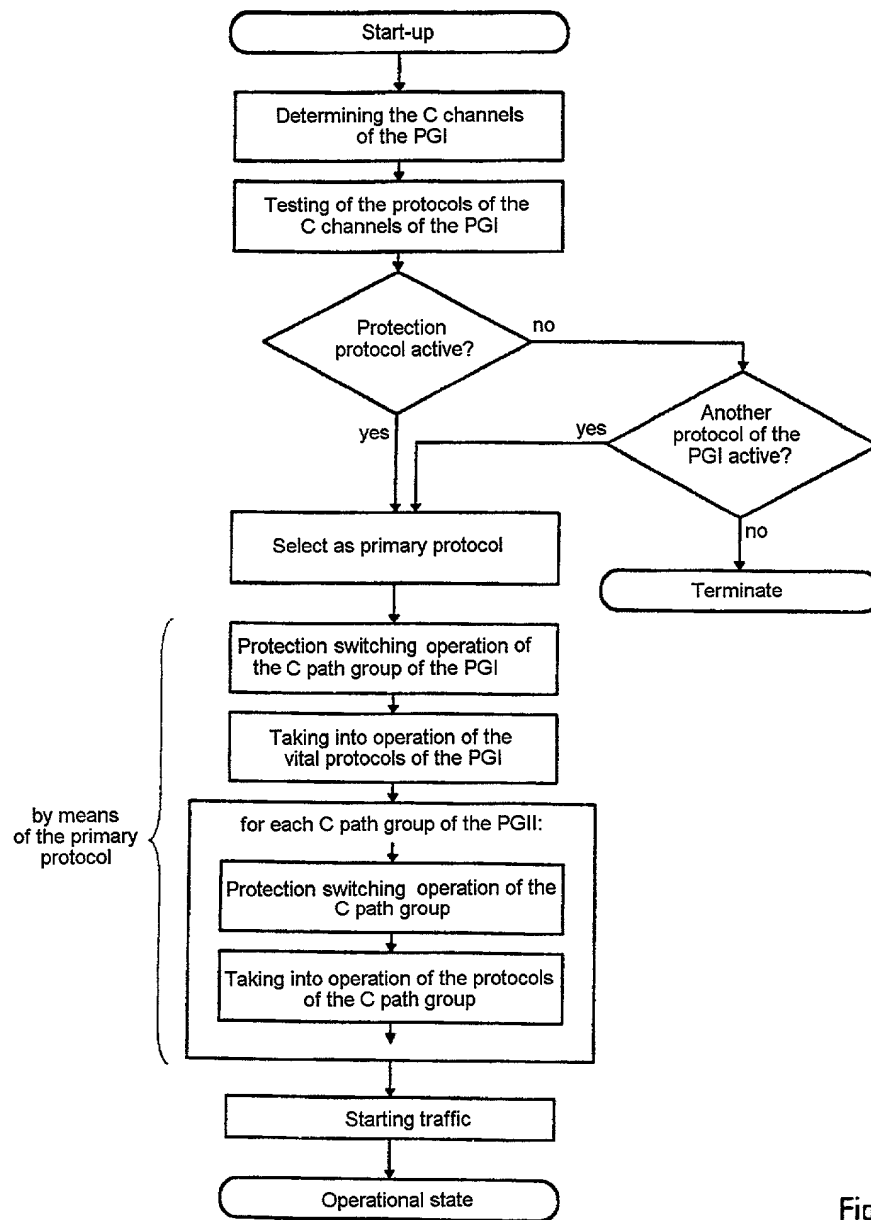 Start-up
Determining the C channels
of the PGI
Testing of the protocols of the
C channels of the PGI
Protection
protocol active?
no
Another
protocol of the
PGI active?
yes
yes
no
Select as primary protocol
Terminate
Protection switching operation of
the C path group of the PGI
Taking into operation of the
vital protocols of the PGI
by means
of the primary
protocol
for each C path group of the PGII:
Protection switching operation of the
C path group
Taking into operation of the protocols
of the C path group
Starting traffic
Operational state